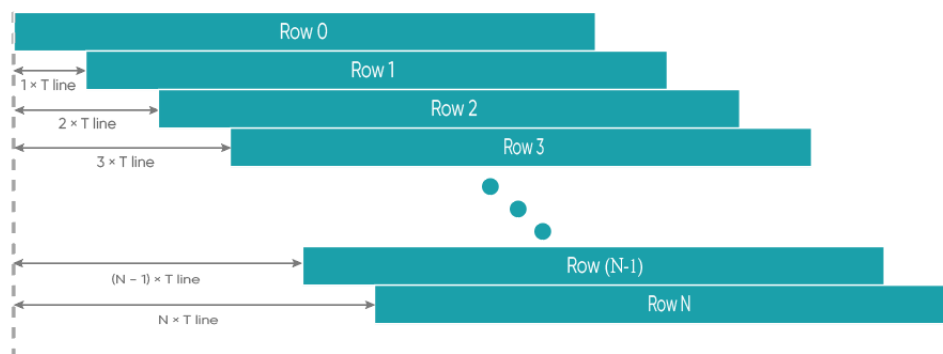 Row 0
Row 1
1 × T line
Row 2
2 × T line
Row 3
3 × T line
Row (N-1)
(N – 1) × T line
Row N
N × T line